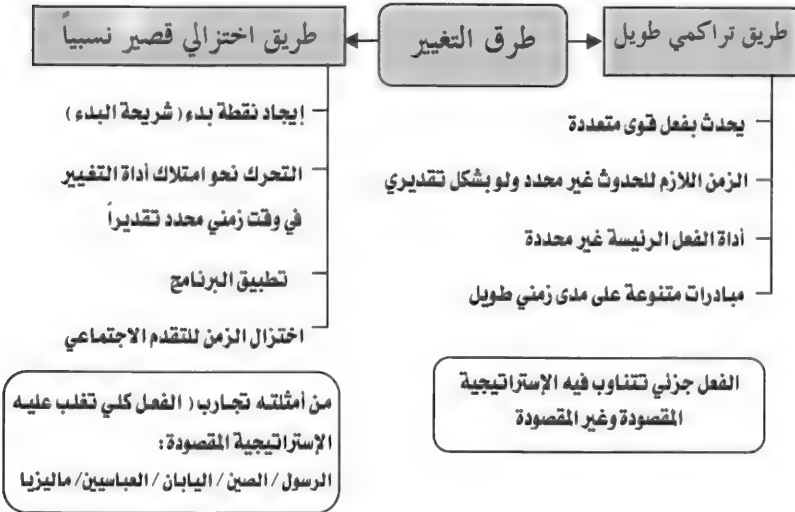 طرق التغيير
طريق تراكمي طويل
يحدث بفعل قوى متعددة
الزمن اللازم للحدوث غير محدد ولو بشكل تقديري
أداة الفعل الرئيسة غير محددة
مبادرات متنوعة على مدى زمني طويل
الفعل جزئي تتناوب فيه الإستراتيجية
المقصودة وغير المقصودة
طريق اختزالي قصير نسبياً
إيجاد نقطة بدء (شريحة البدء)
التحرك نحو امتلاك أداة التغيير
في وقت زمني محدد تقديراً
تطبيق البرنامج
اختزال الزمن للتقدم الاجتماعي
من أمثلته تجارب ( الفعل كلي تغلب عليه
الإستراتيجية المقصودة:
الرسول / الصين / اليابان / العباسيين / ماليزيا